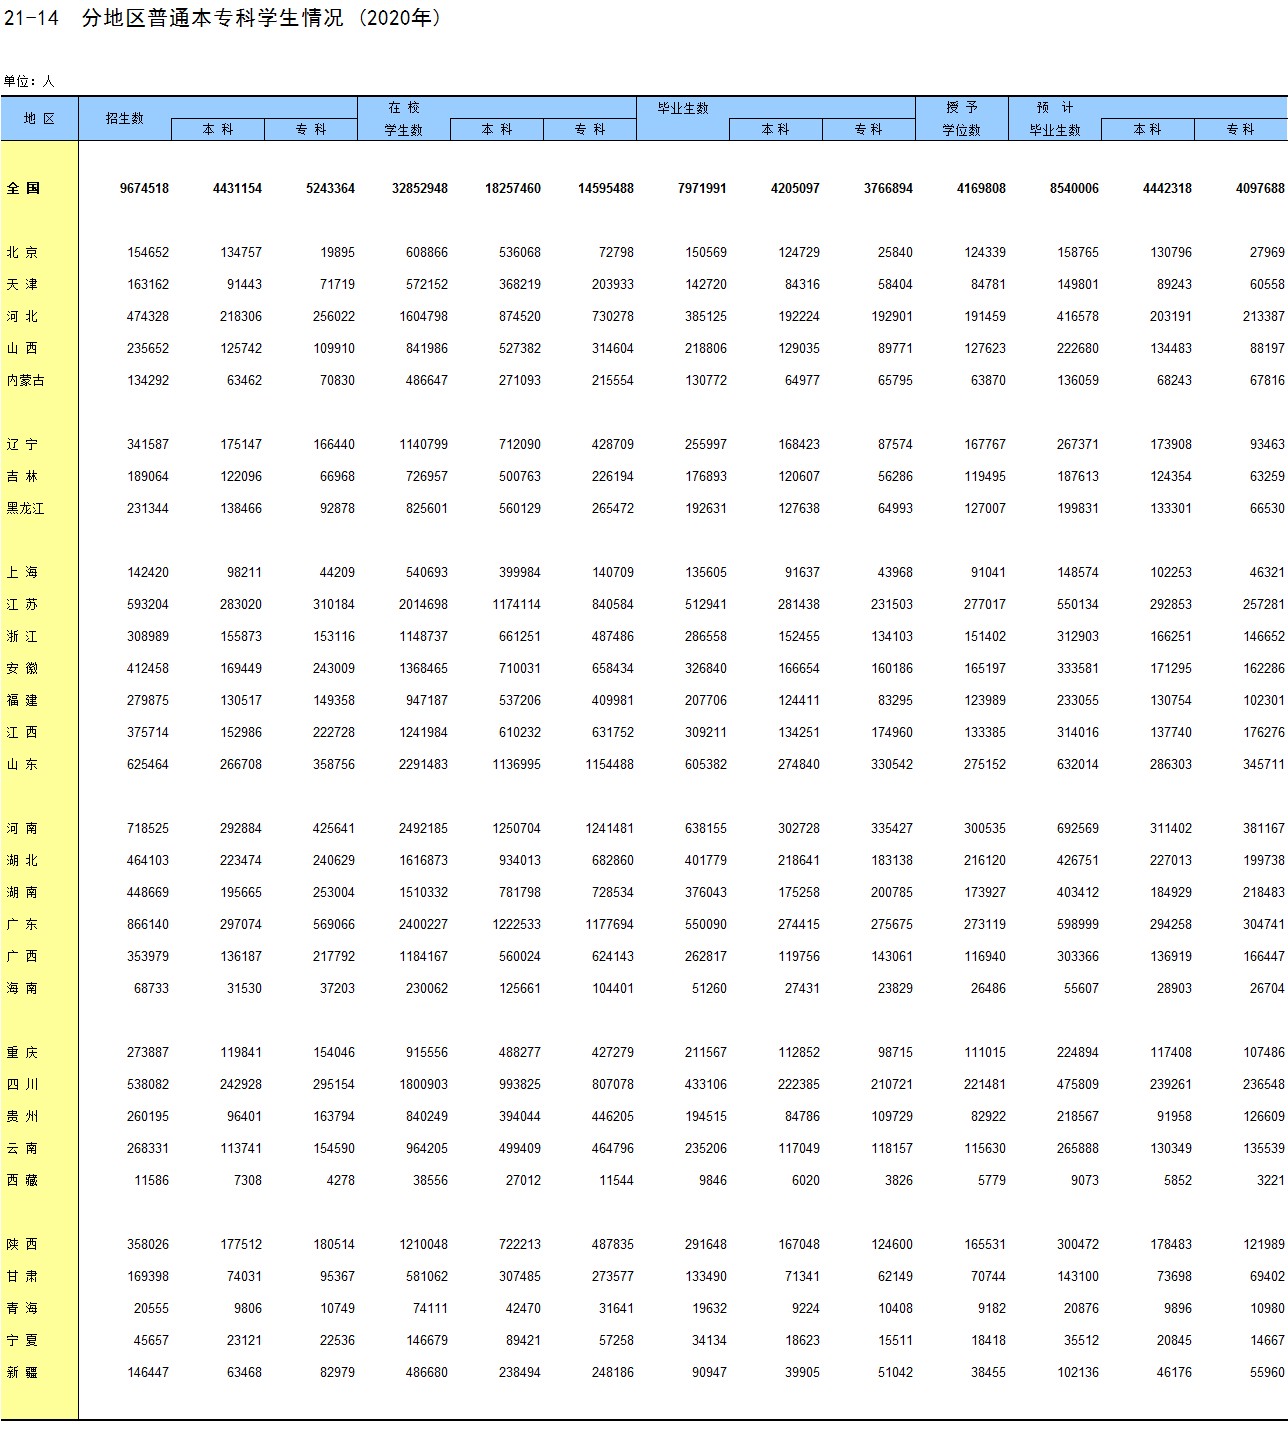 21-14 分地区普通本专科学生情况 (2020年)
单位：人
地 区 招生数 在 校 毕业生数 授 予 预 计
本 科 专 科 学生数 本 科 专 科 本 科 专 科 学位数 毕业生数 本 科 专 科
全 国 9674518 4431154 5243364 32852948 18257460 14595488 7971991 4205097 3766894 4169808 8540006 4442318 4097688
北 京 154652 134757 19895 608866 536068 72798 150569 124729 25840 124339 158765 130796 27969
天 津 163162 91443 71719 572152 368219 203933 142720 84316 58404 84781 149801 89243 60558
河 北 474328 218306 256022 1604798 874520 730278 385125 192224 192901 191459 416578 203191 213387
山 西 235652 125742 109910 841986 527382 314604 218806 129035 89771 127623 222680 134483 88197
内蒙古 134292 63462 70830 486647 271093 215554 130772 64977 65795 63870 136059 68243 67816
辽 宁 341587 175147 166440 1140799 712090 428709 255997 168423 87574 167767 267371 173908 93463
吉 林 189064 122096 66968 726957 500763 226194 176893 120607 56286 119495 187613 124354 63259
黑龙江 231344 138466 92878 825601 560129 265472 192631 127638 64993 127007 199831 133301 66530
上 海 142420 98211 44209 540693 399984 140709 135605 91637 43968 91041 148574 102253 46321
江 苏 593204 283020 310184 2014698 1174114 840584 512941 281438 231503 277017 550134 292853 257281
浙 江 308989 155873 153116 1148737 661251 487486 286558 152455 134103 151402 312903 166251 146652
安 徽 412458 169449 243009 1368465 710031 658434 326840 166654 160186 165197 333581 171295 162286
福 建 279875 130517 149358 947187 537206 409981 207706 124411 83295 123989 233055 130754 102301
江 西 375714 152986 222728 1241984 610232 631752 309211 134251 174960 133385 314016 137740 176276
山 东 625464 266708 358756 2291483 1136995 1154488 605382 274840 330542 275152 632014 286303 345711
河 南 718525 292884 425641 2492185 1250704 1241481 638155 302728 335427 300535 692569 311402 381167
湖 北 464103 223474 240629 1616873 934013 682860 401779 218641 183138 216120 426751 227013 199738
湖 南 448669 195665 253004 1510332 781798 728534 376043 175258 200785 173927 403412 184929 218483
广 东 866140 297074 569066 2400227 1222533 1177694 550090 274415 275675 273119 598999 294258 304741
广 西 353979 136187 217792 1184167 560024 624143 262817 119756 143061 116940 303366 136919 166447
海 南 68733 31530 37203 230062 125661 104401 51260 27431 23829 26486 55607 28903 26704
重 庆 273887 119841 154046 915556 488277 427279 211567 112852 98715 111015 224894 117408 107486
四 川 538082 242928 295154 1800903 993825 807078 433106 222385 210721 221481 475809 239261 236548
贵 州 260195 96401 163794 840249 394044 446205 194515 84786 109729 82922 218567 91958 126609
云 南 268331 113741 154590 964205 499409 464796 235206 117049 118157 115630 265888 130349 135539
西 藏 11586 7308 4278 38556 27012 11544 9846 6020 3826 5779 9073 5852 3221
陕 西 358026 177512 180514 1210048 722213 487835 291648 167048 124600 165531 300472 178483 121989
甘 肃 169398 74031 95367 581062 307485 273577 133490 71341 62149 70744 143100 73698 69402
青 海 20555 9806 10749 74111 42470 31641 19632 9224 10408 9182 20876 9896 10980
宁 夏 45657 23121 22536 146679 89421 57258 34134 18623 15511 18418 35512 20845 14667
新 疆 146447 63468 82979 486680 238494 248186 90947 39905 51042 38455 102136 46176 55960